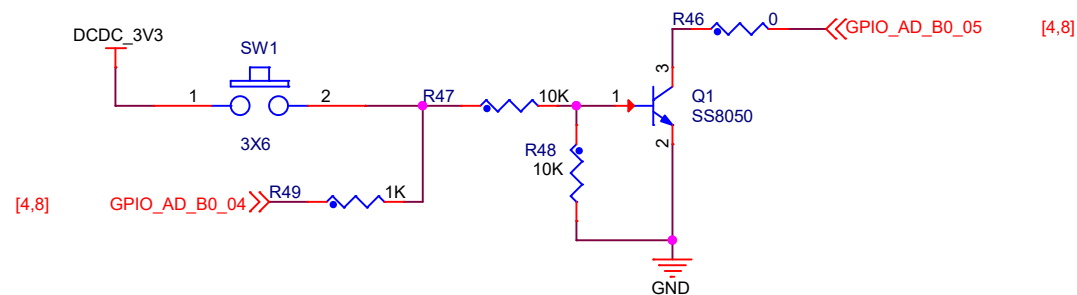 R46 0 GPIO_AD_B0_05 [4,8]
DCDC_3V3
SW1
3
1 2 R47 10K 1 Q1
SS8050
3X6
R48 2
10K
[4,8] GPIO_AD_B0_04 R49 1K
GND